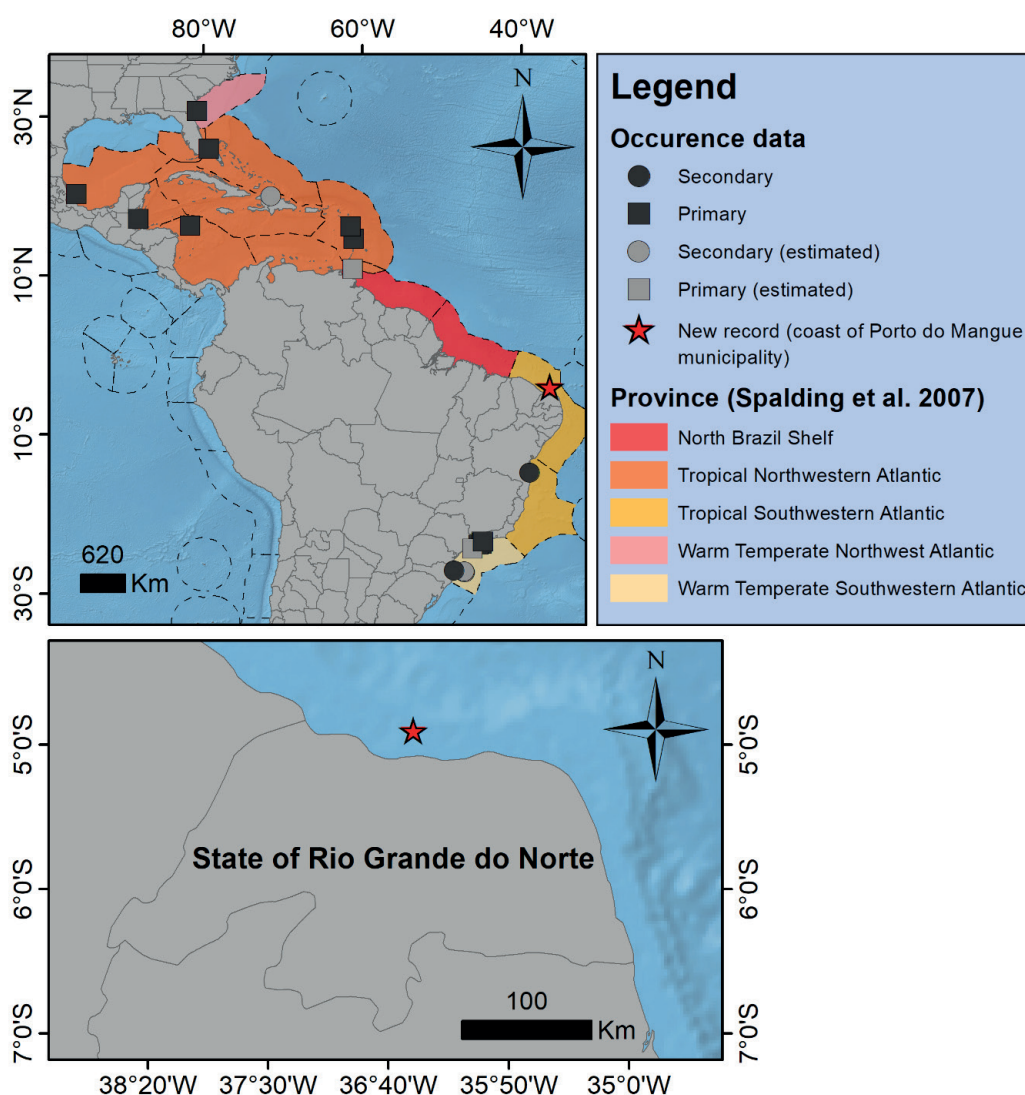 80°W 60°W 40°W
30°N
10°N
10°S
30°S
N
620
Km
Legend
Occurence data
Secondary
Primary
Secondary (estimated)
Primary (estimated)
New record (coast of Porto do Mangue
municipality)
Province (Spalding et al. 2007)
North Brazil Shelf
Tropical Northwestern Atlantic
Tropical Southwestern Atlantic
Warm Temperate Northwest Atlantic
Warm Temperate Southwestern Atlantic
N
5°0'S 5°0'S
State of Rio Grande do Norte
6°0'S 6°0'S
100
Km
7°0'S 7°0'S
38°20'W 37°30'W 36°40'W 35°50'W 35°0'W